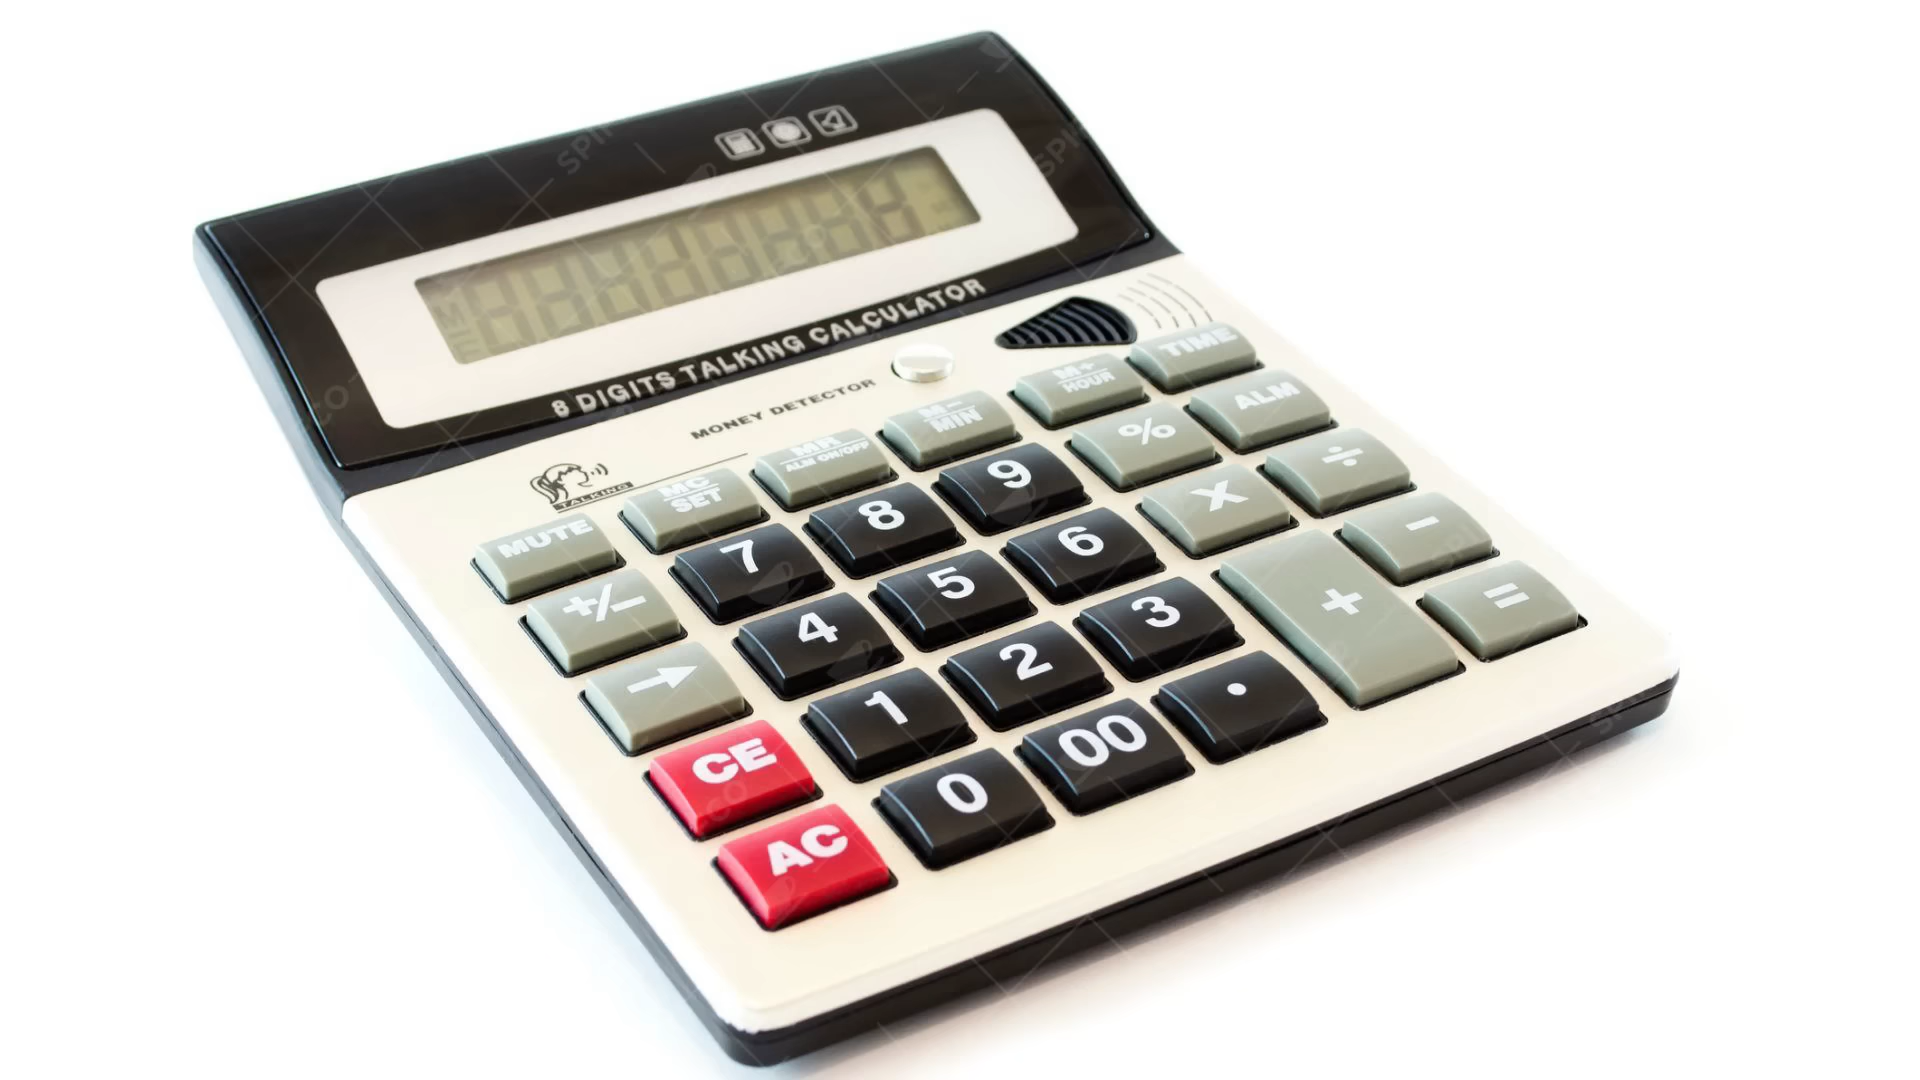 8 DIGITS TALKING CALCULATOR
MONEY DETECTOR
TALKING
MUTE
MC
SET
MR
ALM ON/OFF
M-
MIN
M+
HOUR
TIME
+/-
7
8
9
%
ALM
→
4
5
6
X
÷
CE
1
2
3
+
-
AC
0
00
.
=